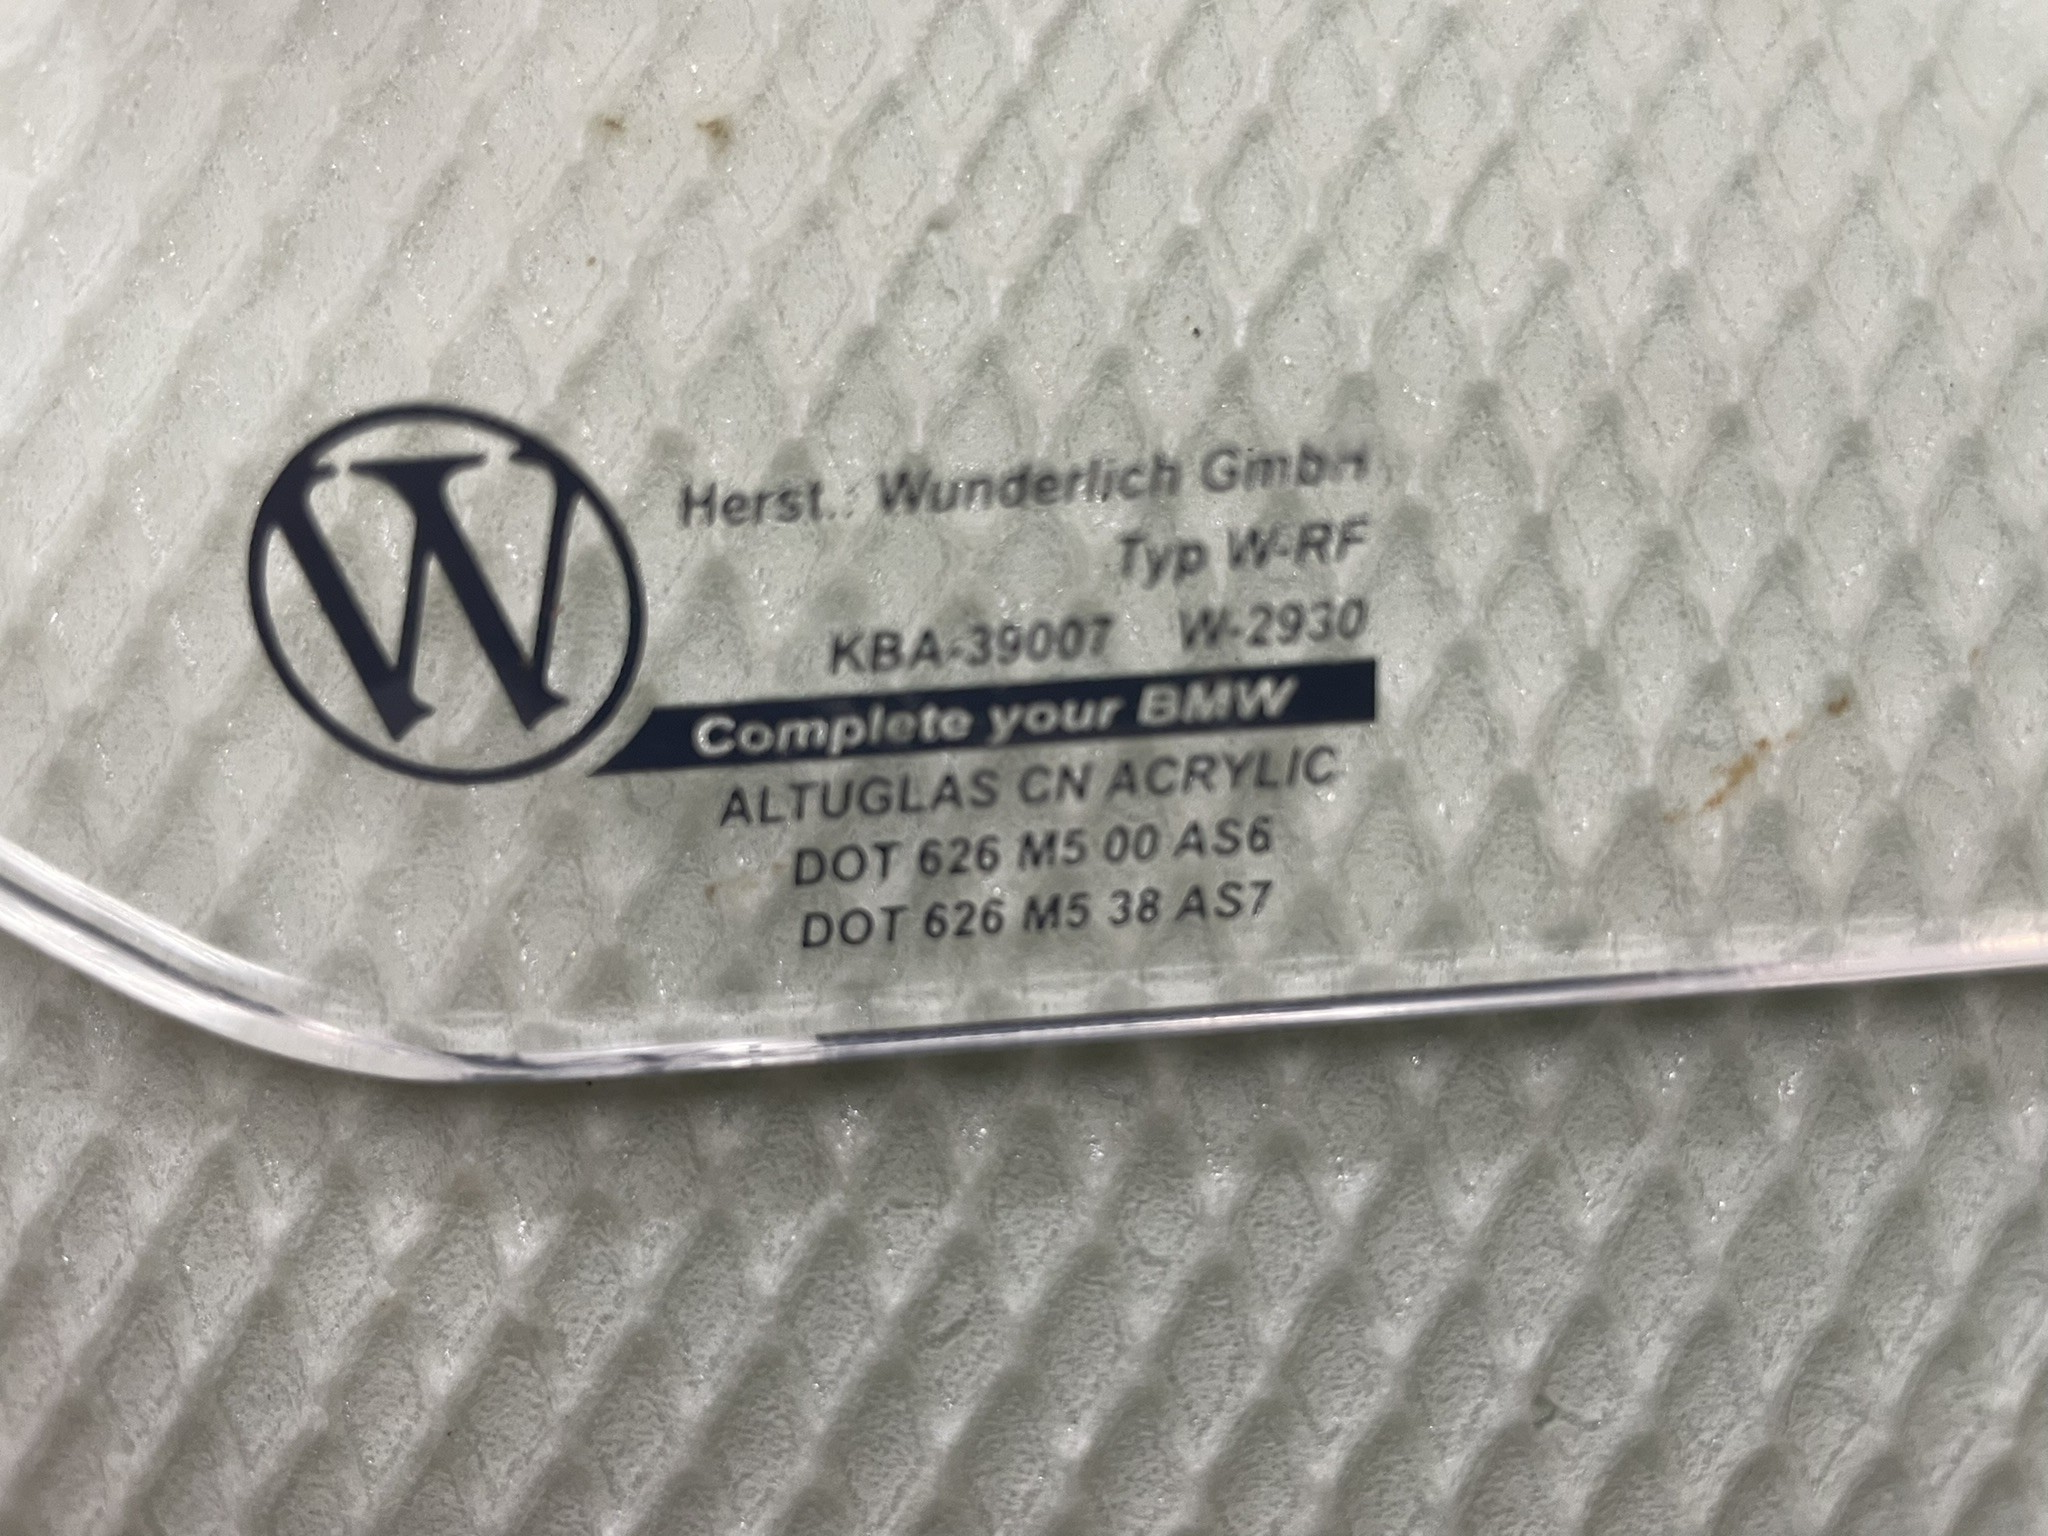 W
Herst.: Wunderlich GmbH
Typ W-RF
KBA-39007 W-2930
Complete your BMW
ALTUGLAS CN ACRYLIC
DOT 626 M5 00 AS6
DOT 626 M5 38 AS7